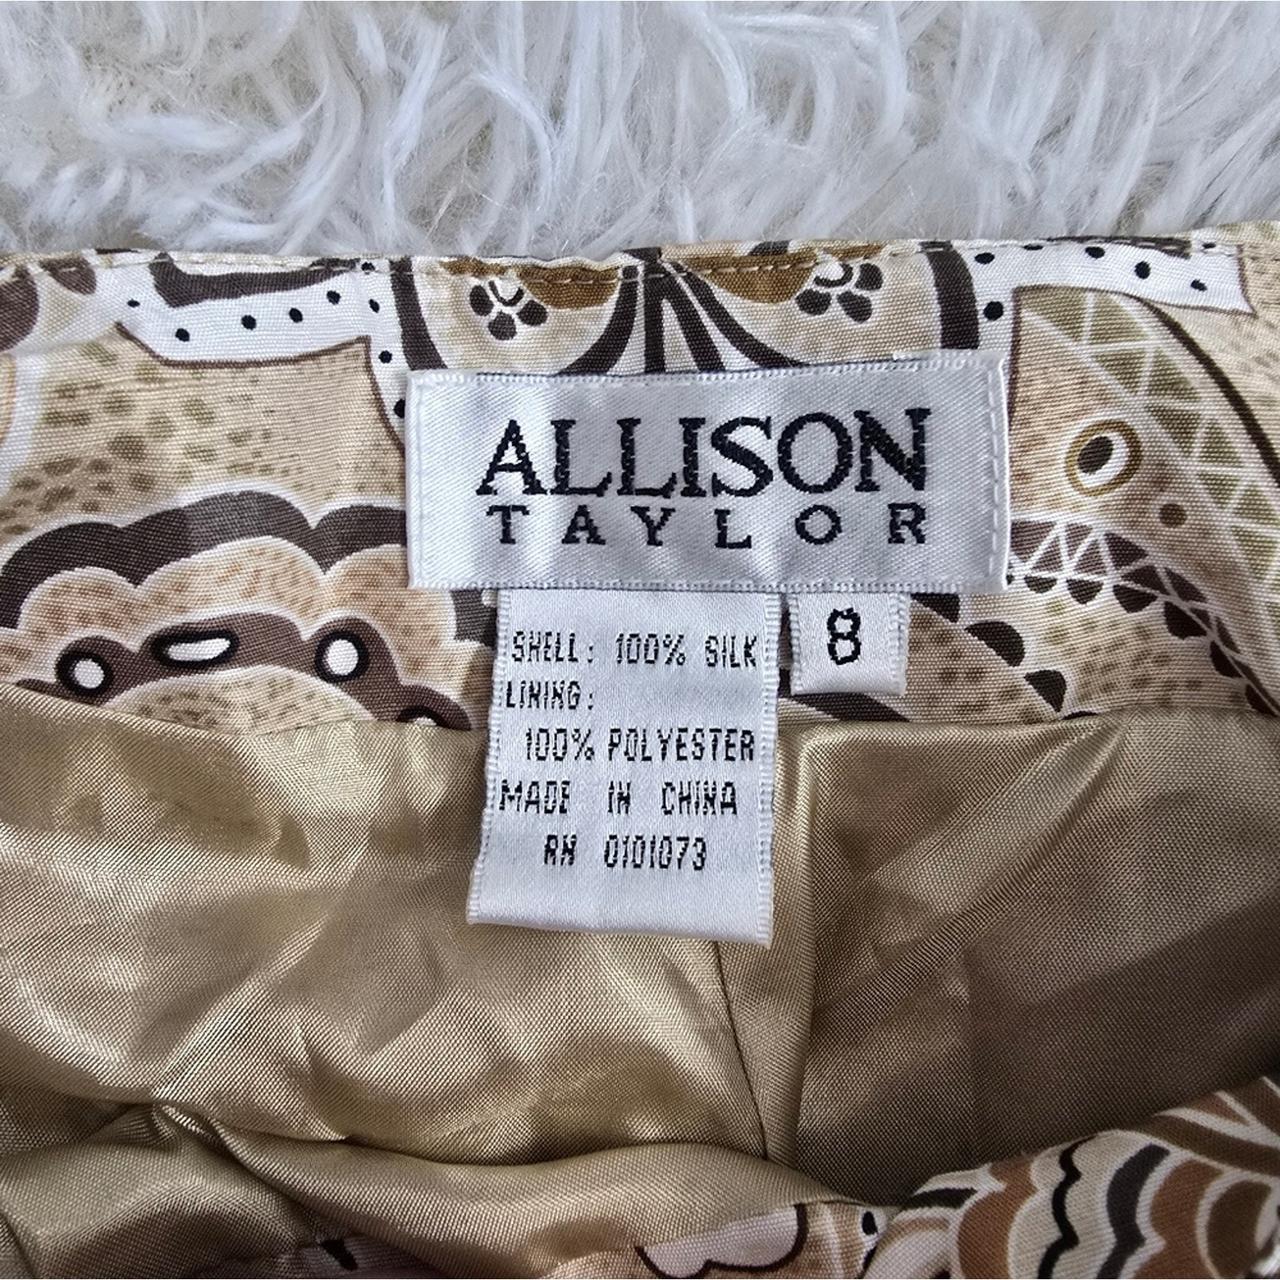 ALLISON
TAYLOR
8
SHELL: 100% SILK
LINING:
100% POLYESTER
MADE IN CHINA
RN 0101073